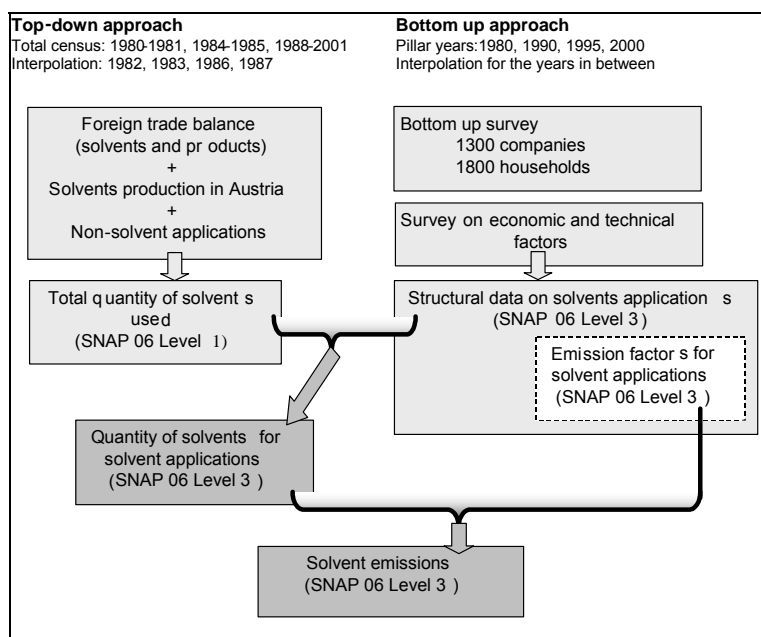 Top-down approach
Total census: 1980-1981, 1984-1985, 1988-2001
Interpolation: 1982, 1983, 1986, 1987
Bottom up approach
Pillar years:1980, 1990, 1995, 2000
Interpolation for the years in between
Foreign trade balance
(solvents and pr oducts)
+
Solvents production in Austria
+
Non-solvent applications
Bottom up survey
1300 companies
1800 households
Survey on economic and technical
factors
Total quantity of solvent s
used
(SNAP 06 Level 1)
Structural data on solvents application s
(SNAP 06 Level 3)
Emission factor s for
solvent applications
(SNAP 06 Level 3 )
Quantity of solvents for
solvent applications
(SNAP 06 Level 3 )
Solvent emissions
(SNAP 06 Level 3 )